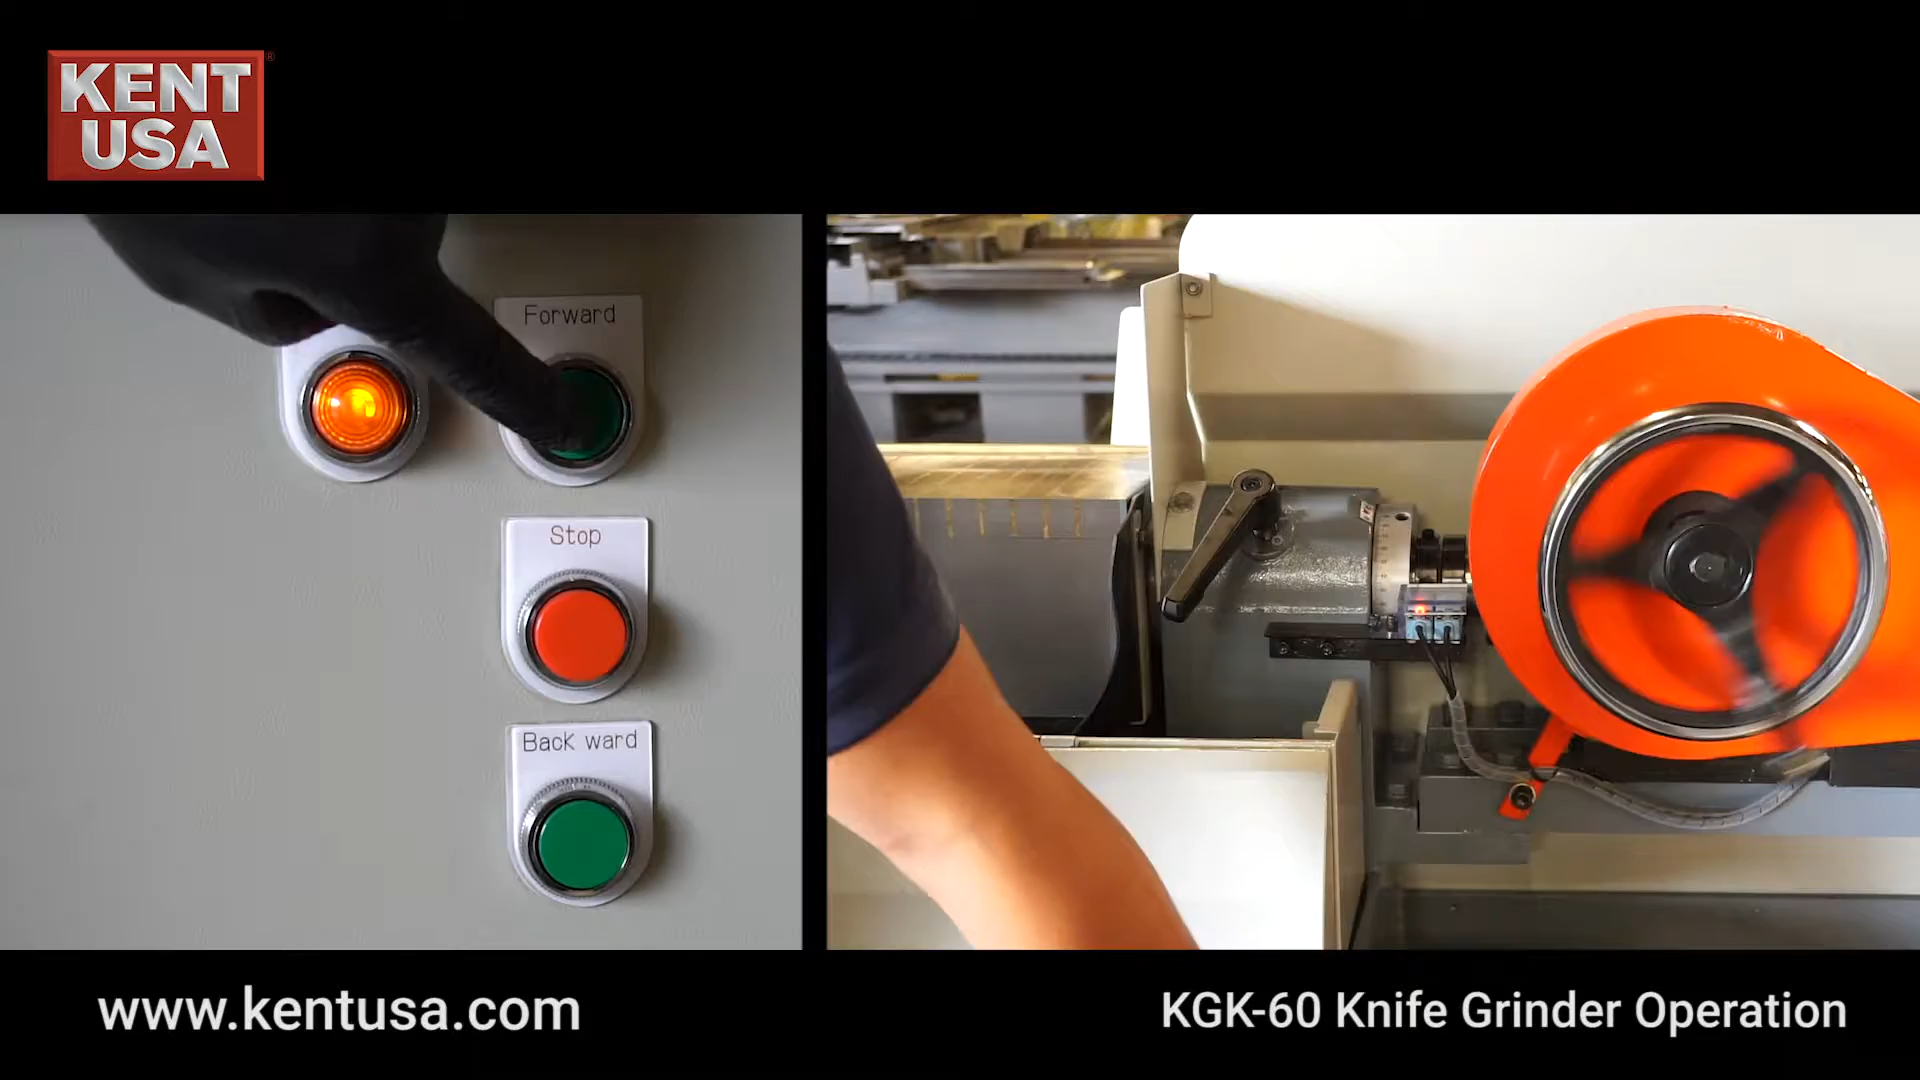 KENT
USA
®
Forward
Stop
Back ward
www.kentusa.com
KGK-60 Knife Grinder Operation